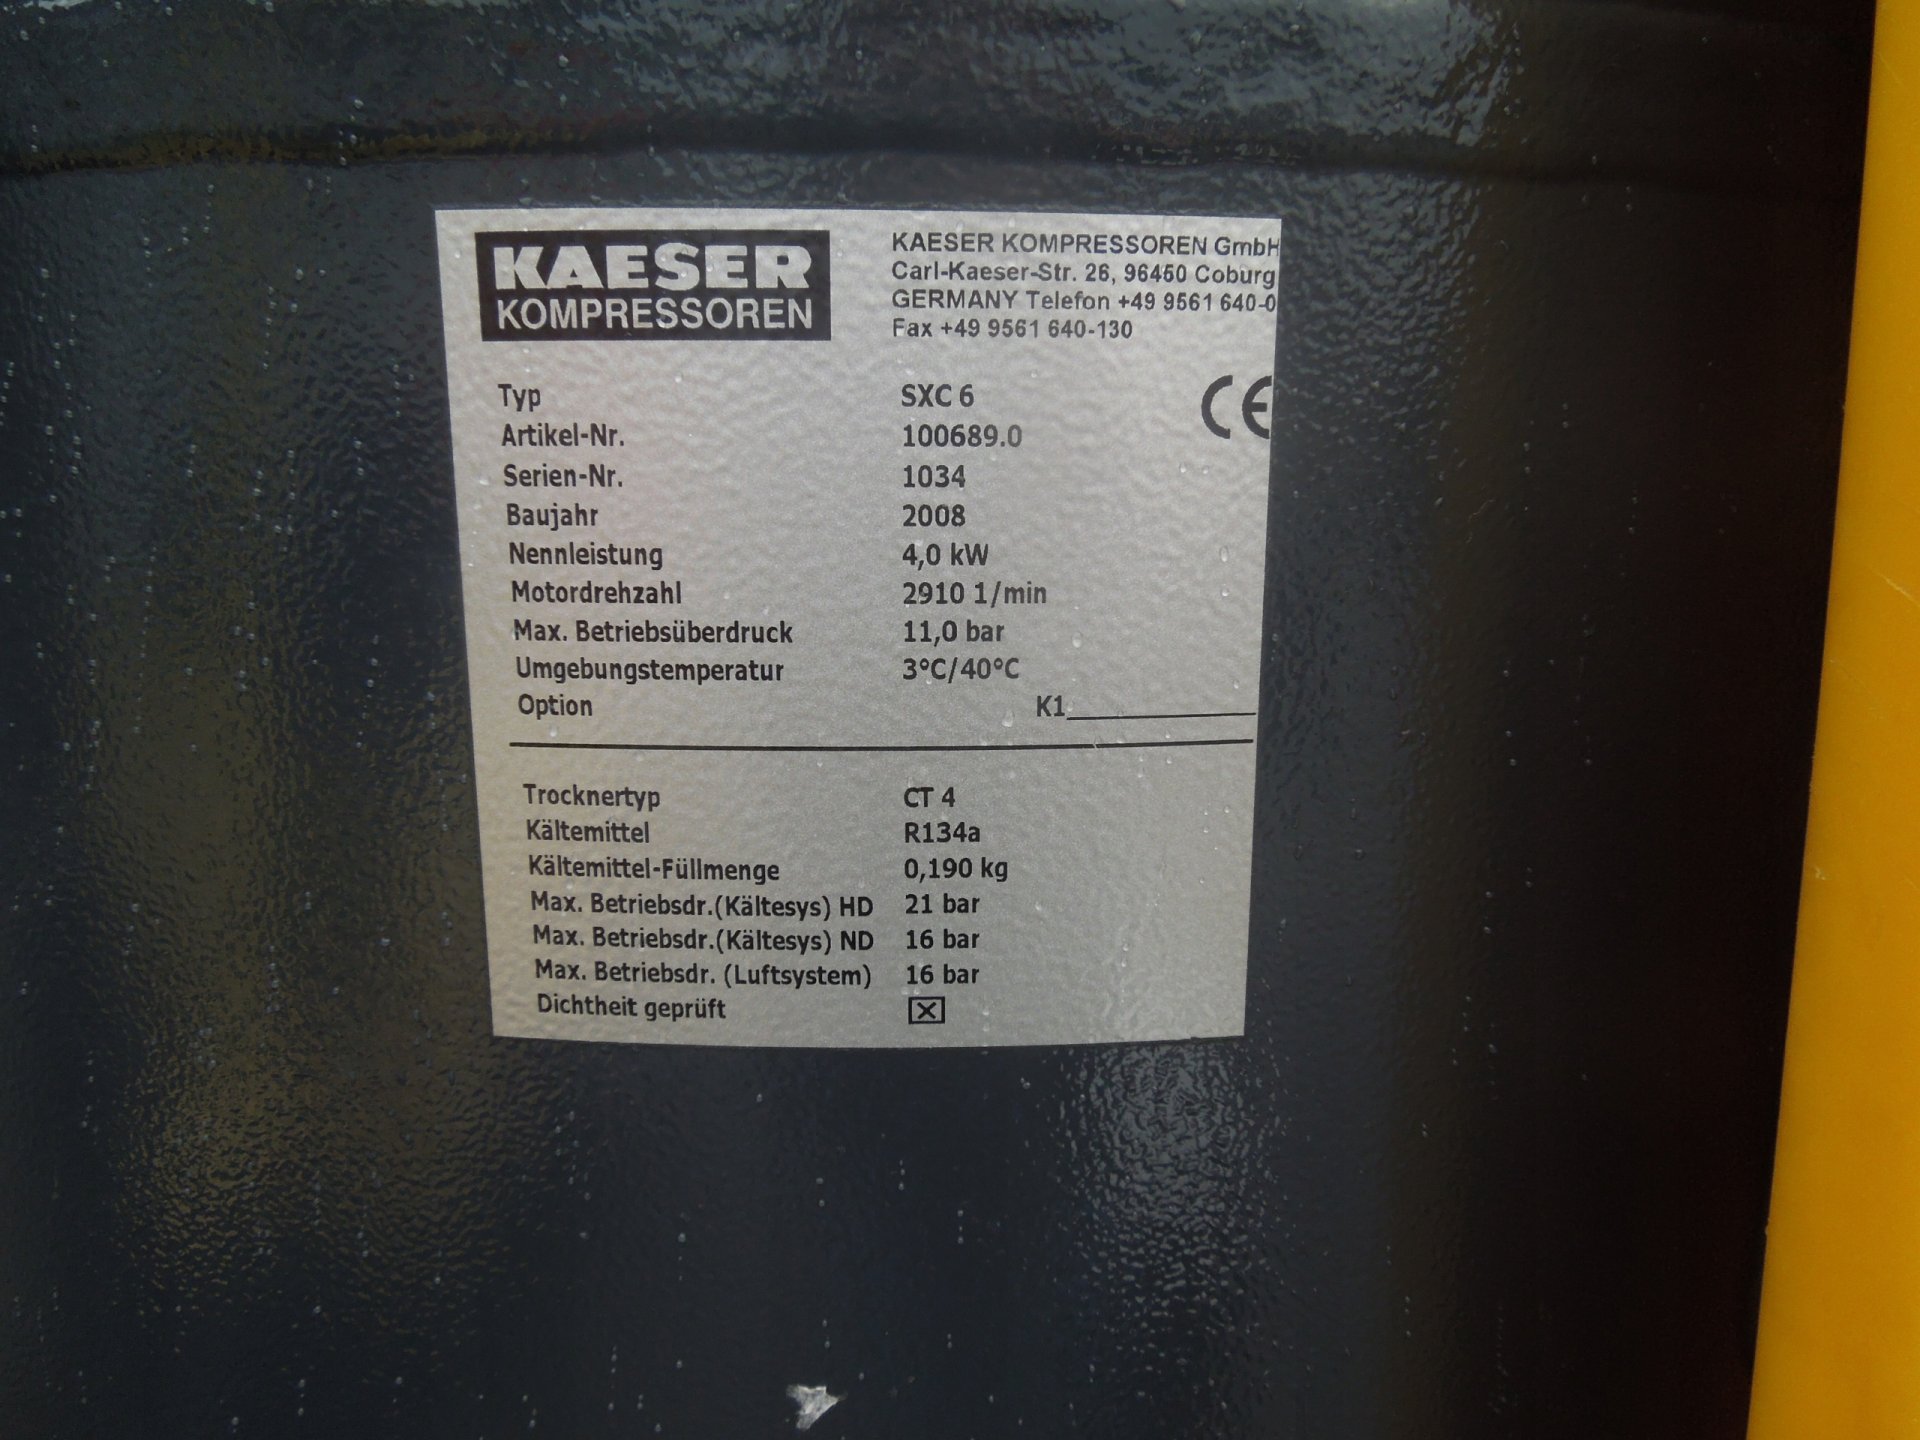 KAESER
KOMPRESSOREN
KAESER KOMPRESSOREN GmbH
Carl-Kaeser-Str. 26, 96450 Coburg
GERMANY Telefon +49 9561 640-0
Fax +49 9561 640-130
CE
Typ SXC 6
Artikel-Nr. 100689.0
Serien-Nr. 1034
Baujahr 2008
Nennleistung 4,0 kW
Motordrehzahl 2910 1/min
Max. Betriebsüberdruck 11,0 bar
Umgebungstemperatur 3°C/40°C
Option K1
Trocknertyp CT 4
Kältemittel R134a
Kältemittel-Füllmenge 0,190 kg
Max. Betriebsdr.(Kältesys) HD 21 bar
Max. Betriebsdr.(Kältesys) ND 16 bar
Max. Betriebsdr. (Luftsystem) 16 bar
Dichtheit geprüft ☒